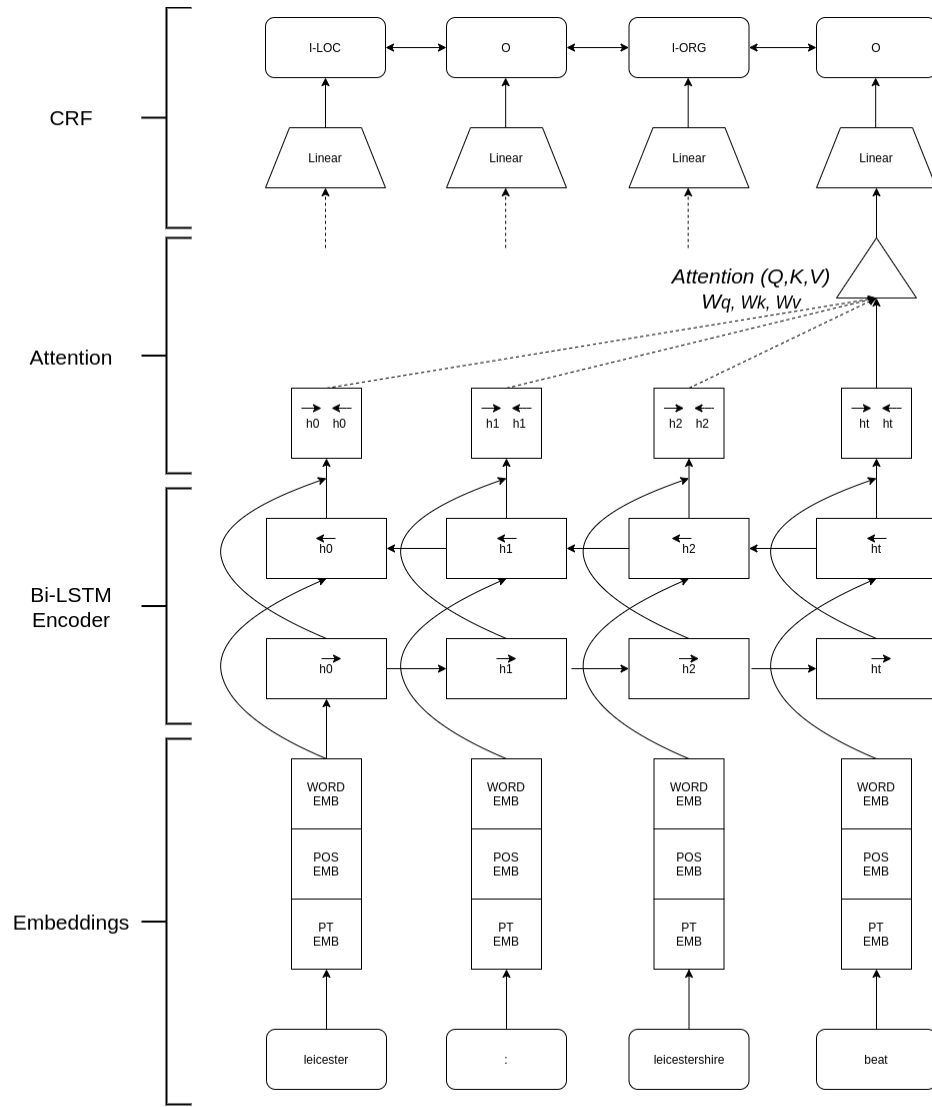 I-LOC
O
I-ORG
O
CRF
Linear
Linear
Linear
Linear
Attention (Q,K,V)
Wq, Wk, Wv
Attention
h0 h0
h1 h1
h2 h2
ht ht
h0
h1
h2
ht
Bi-LSTM
Encoder
h0
h1
h2
ht
WORD
EMB
WORD
EMB
WORD
EMB
WORD
EMB
POS
EMB
POS
EMB
POS
EMB
POS
EMB
Embeddings
PT
EMB
PT
EMB
PT
EMB
PT
EMB
leicester
:
leicestershire
beat